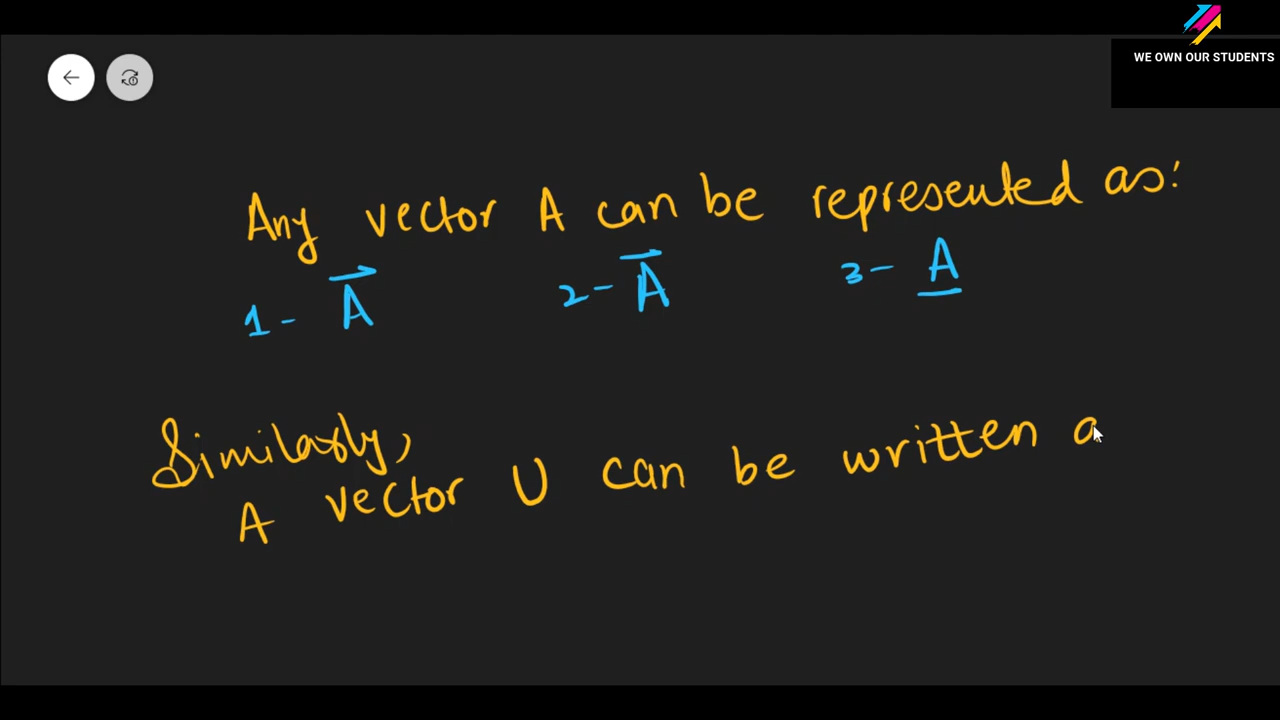 WE OWN OUR STUDENTS
Any vector A can be represented as:
1- A⃗ 2- A̅ 3- A̲
Similarly,
A vector U can be written a